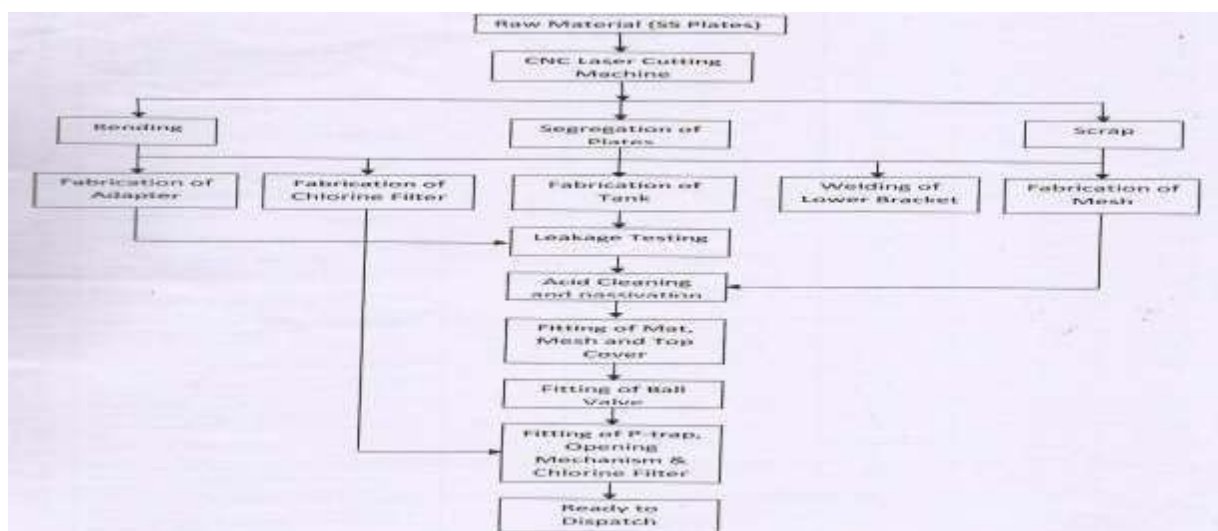 Raw Material (SS Plates)
CNC Laser Cutting
Machine
Bending
Segregation of
Plates
Scrap
Fabrication of
Adapter
Fabrication of
Chlorine Filter
Fabrication of
Tank
Welding of
Lower Bracket
Fabrication of
Mesh
Leakage Testing
Acid Cleaning
and passivation
Fitting of Mat,
Mesh and Top
Cover
Fitting of Ball
Valve
Fitting of P-trap,
Opening
Mechanism &
Chlorine Filter
Ready to
Dispatch